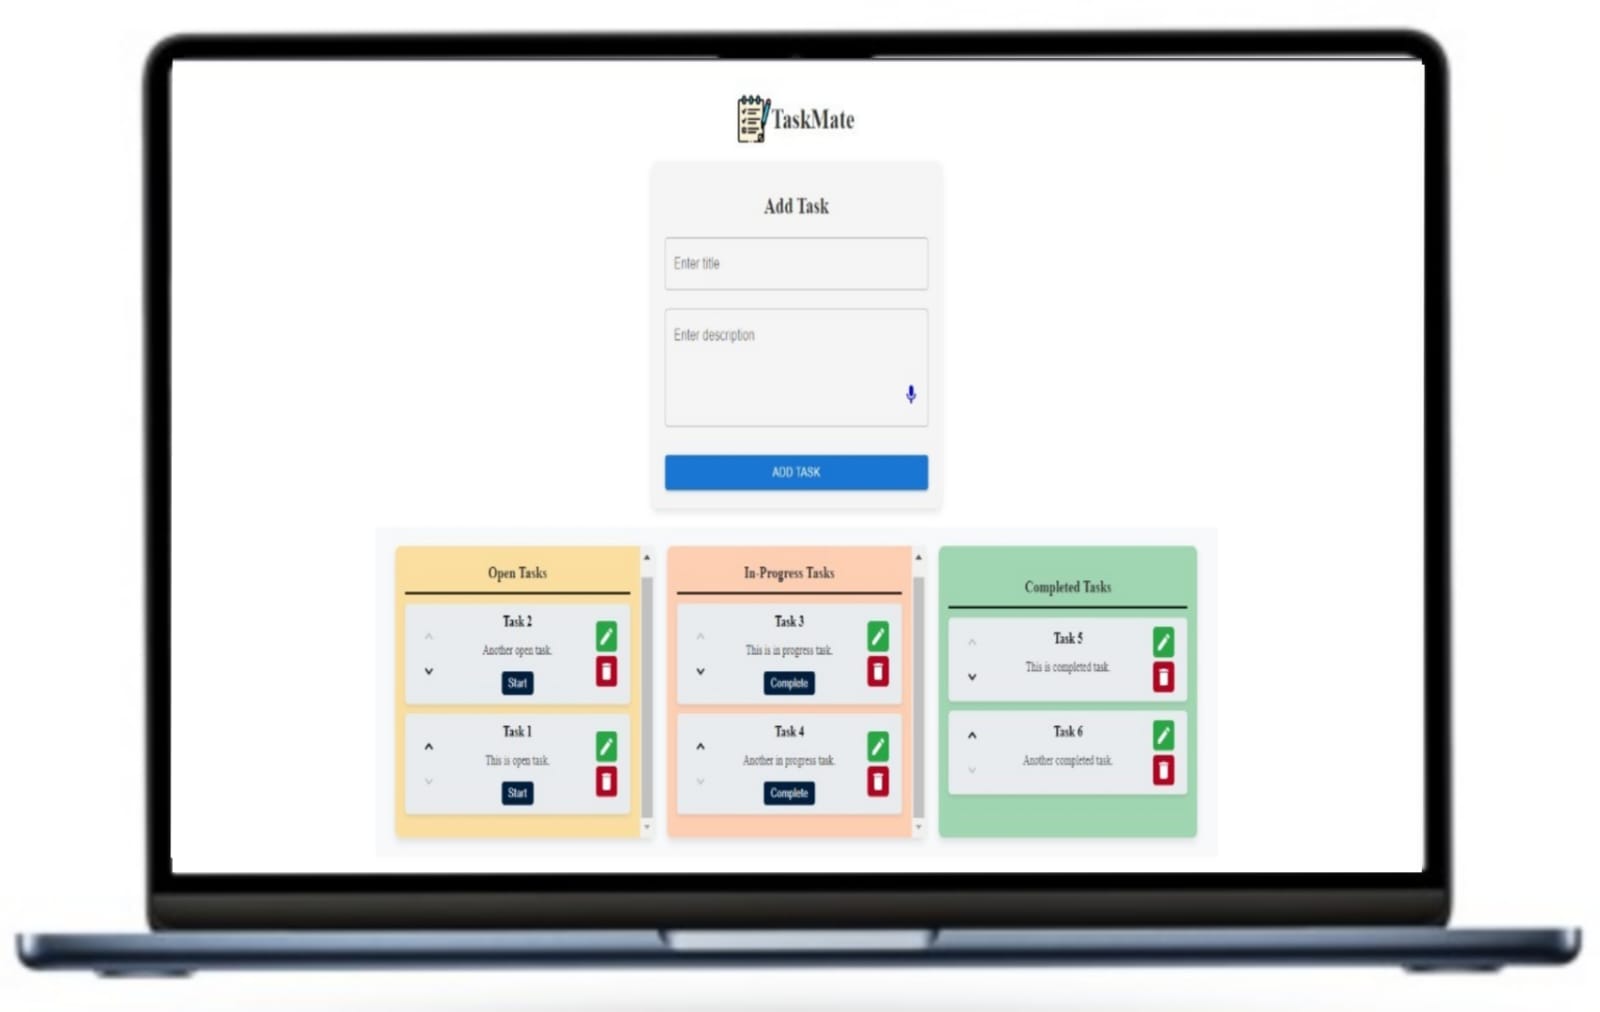 TaskMate
Add Task
Enter title
Enter description
ADD TASK
Open Tasks
Task 2
Another open task.
Start
Task 1
This is open task.
Start
In-Progress Tasks
Task 3
This is in progress task.
Complete
Task 4
Another in progress task.
Complete
Completed Tasks
Task 5
This is completed task.
Task 6
Another completed task.